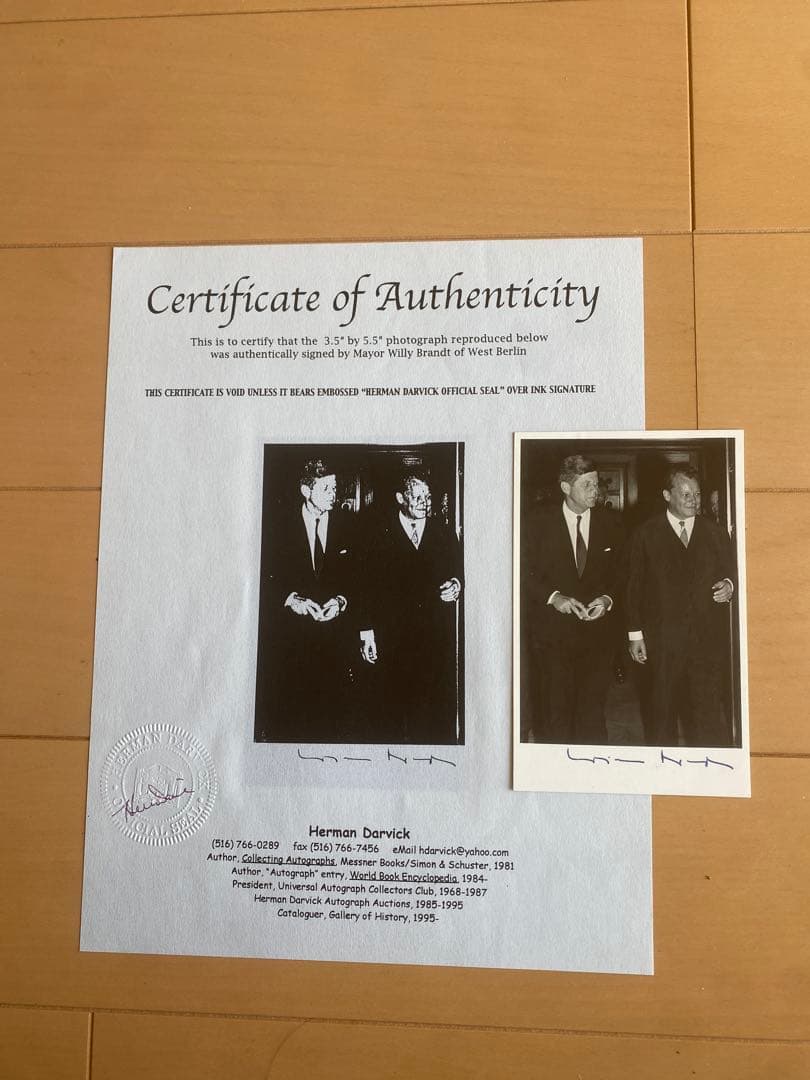 Certificate of Authenticity
This is to certify that the 3.5" by 5.5" photograph reproduced below
was authentically signed by Mayor Willy Brandt of West Berlin
THIS CERTIFICATE IS VOID UNLESS IT BEARS EMBOSSED "HERMAN DARVICK OFFICIAL SEAL" OVER INK SIGNATURE
Herman Darvick
(516) 766-0289 fax (516) 766-7456 eMail hdarvick@yahoo.com
Author, Collecting Autographs, Messner Books/Simon & Schuster, 1981
Author, "Autograph" entry, World Book Encyclopedia, 1984-
President, Universal Autograph Collectors Club, 1968-1987
Herman Darvick Autograph Auctions, 1985-1995
Cataloguer, Gallery of History, 1995-